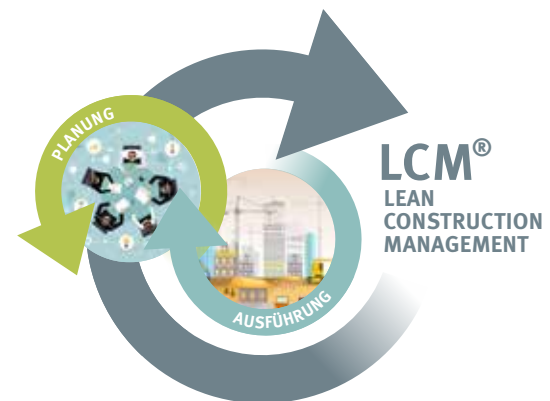 PLANUNG
LCM®
LEAN
CONSTRUCTION
MANAGEMENT
AUSFÜHRUNG